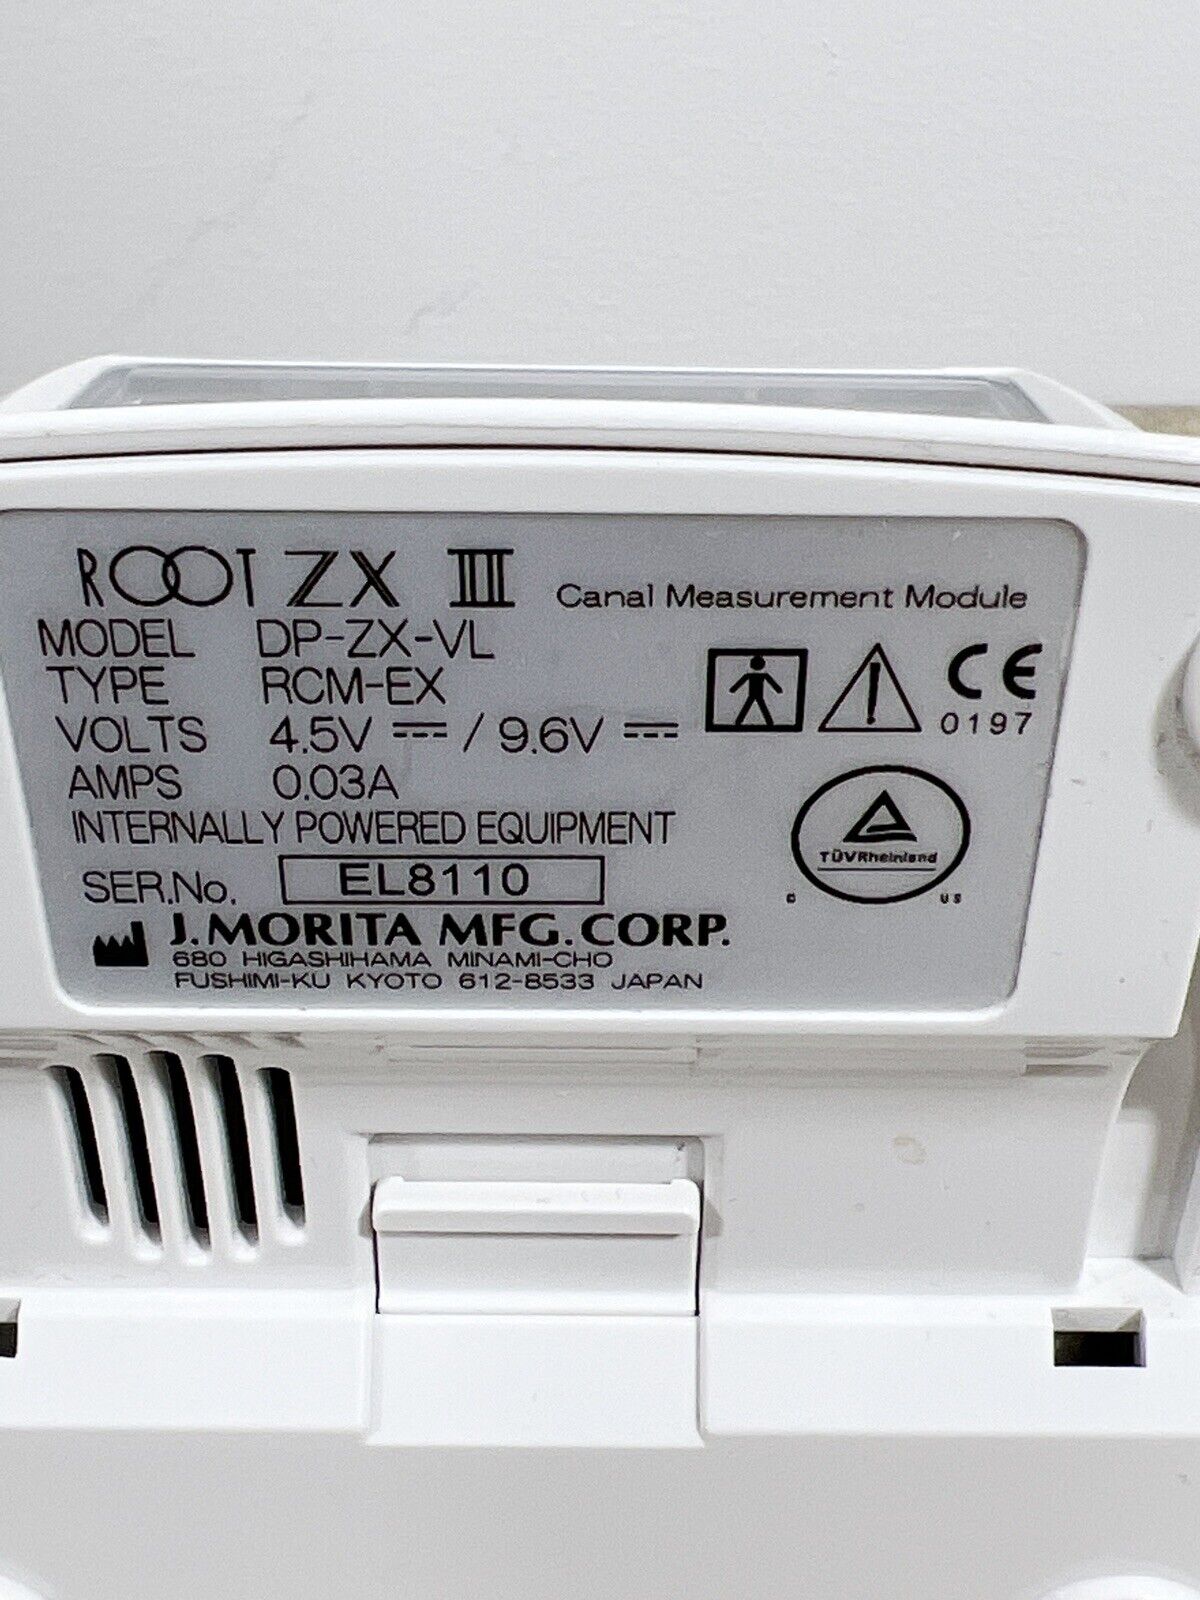 ROOT ZX III Canal Measurement Module
MODEL DP-ZX-VL
TYPE RCM-EX
VOLTS 4.5V ⎓ / 9.6V ⎓
AMPS 0.03A
INTERNALLY POWERED EQUIPMENT
SER.No. EL8110
J.MORITA MFG.CORP.
680 HIGASHIHAMA MINAMI-CHO
FUSHIMI-KU KYOTO 612-8533 JAPAN
CE
0197
TÜVRheinland
C US